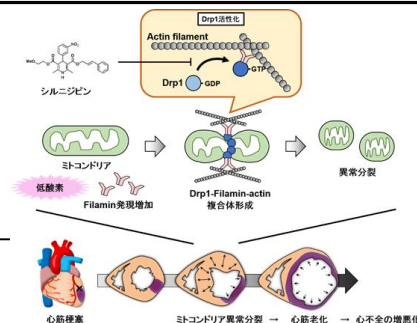 Drp1活性化
Actin filament
NO₂
MeO
O
O
O
O
N
H
GTP
Drp1
GDP
シルニジピン
ミトコンドリア
低酸素
Filamin発現増加
Drp1-Filamin-actin
複合体形成
異常分裂
心筋梗塞
ミトコンドリア異常分裂 → 心筋老化 → 心不全の増悪化